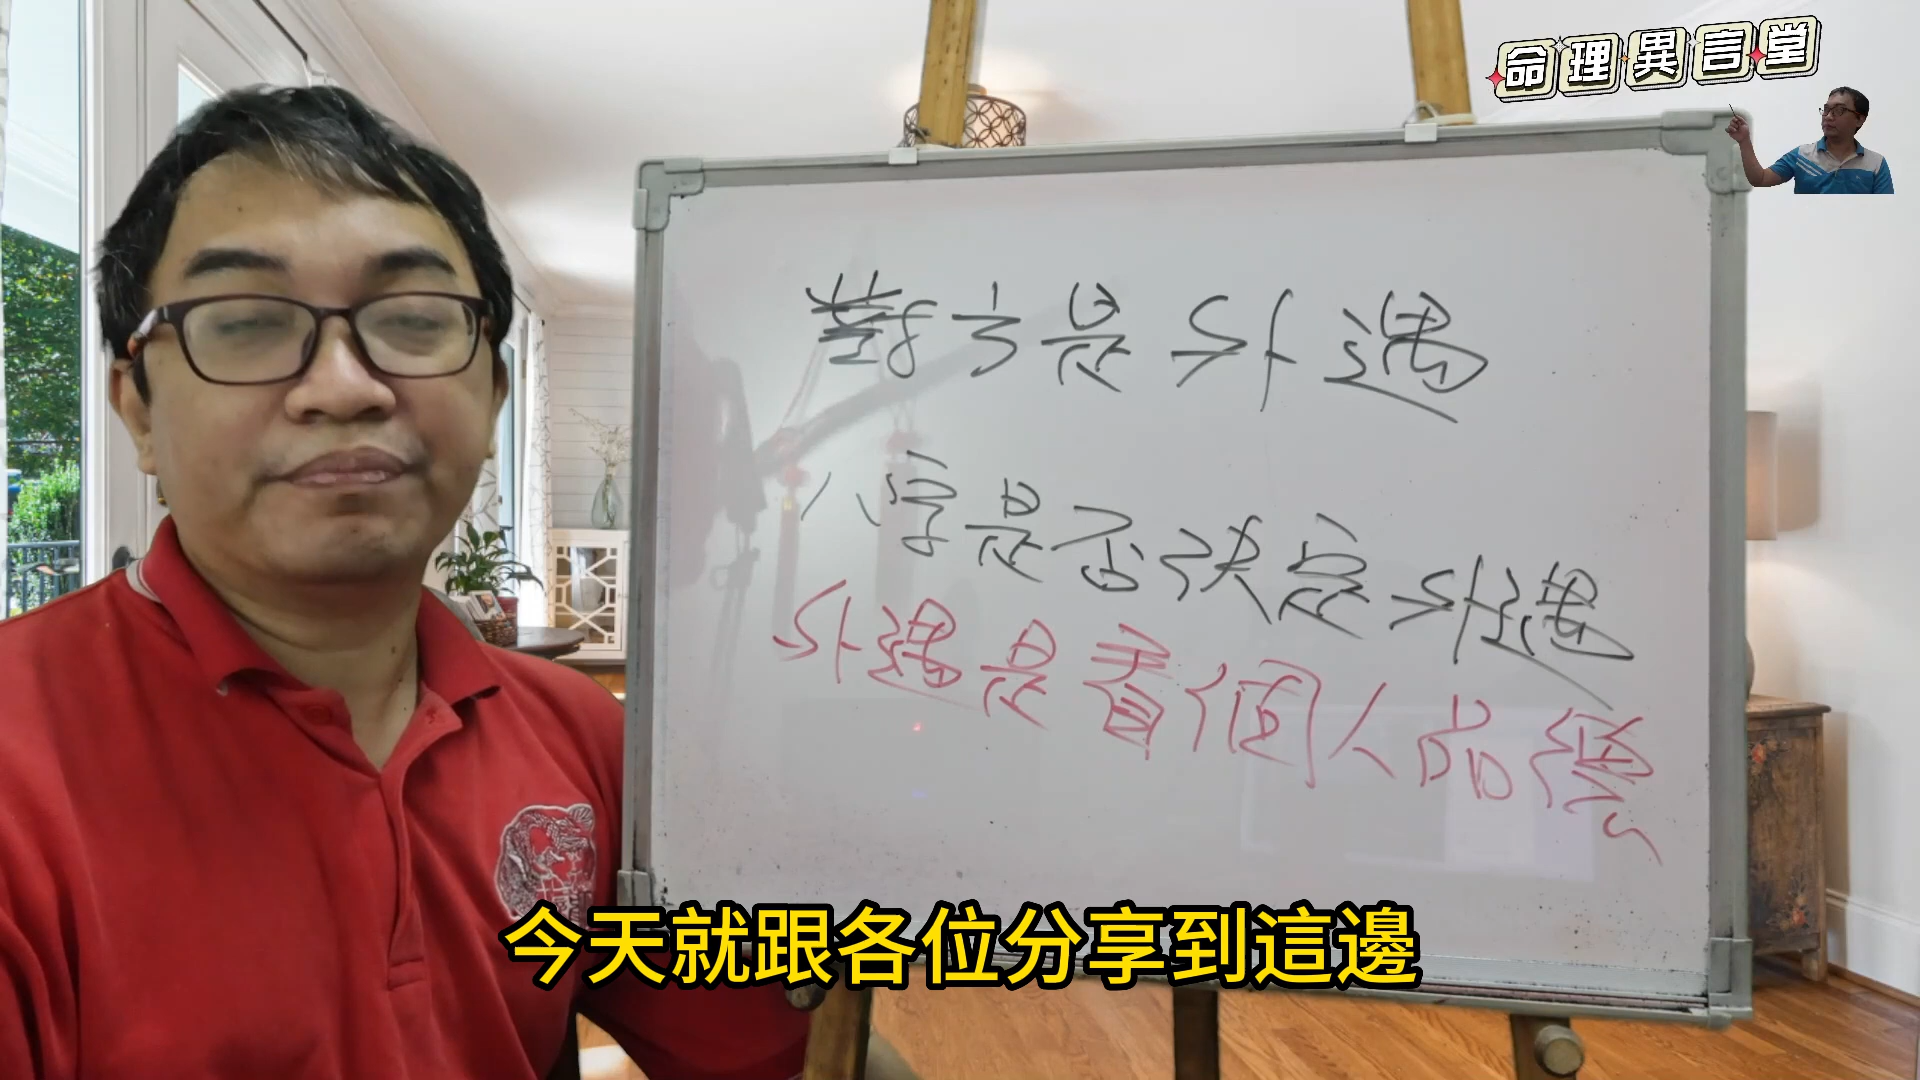 命理異言堂
對方是外遇
八字是否決定外遇
外遇是看個人品德
今天就跟各位分享到這邊